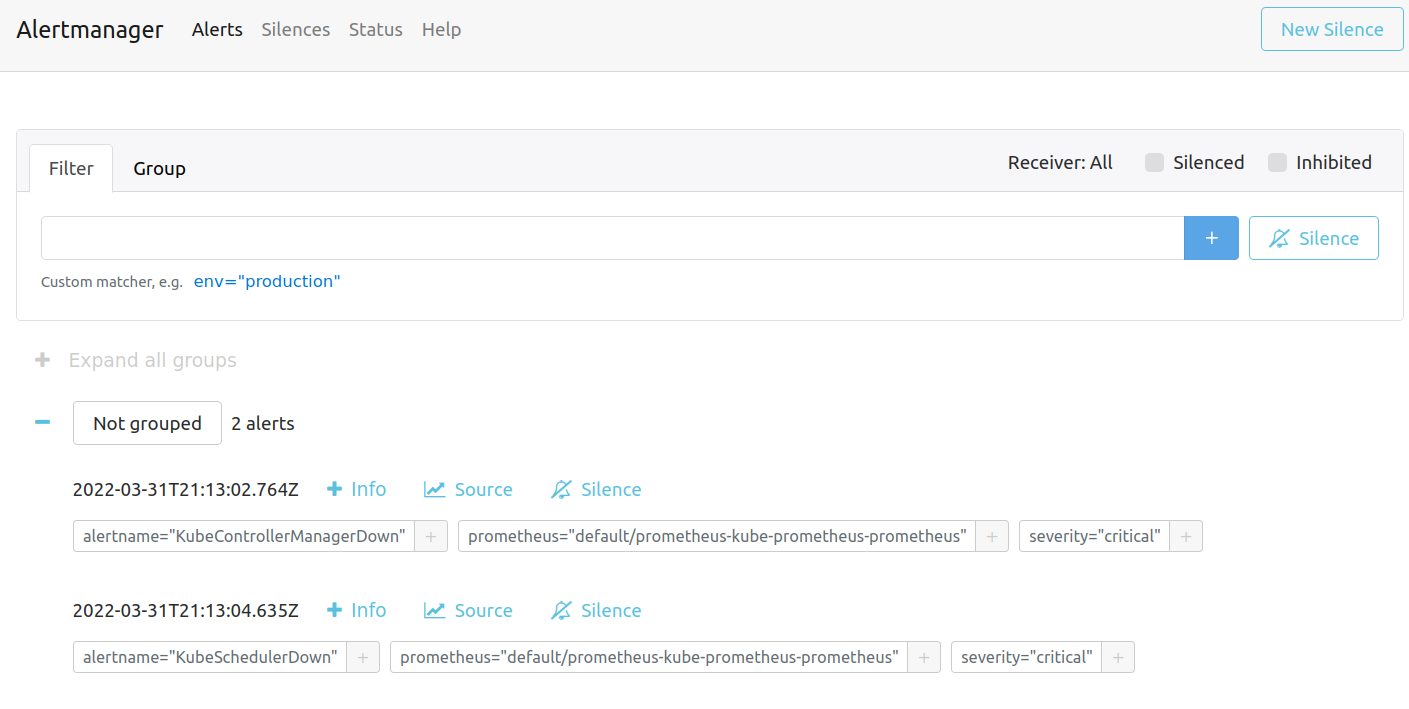 Alertmanager Alerts Silences Status Help New Silence
Filter Group Receiver: All Silenced Inhibited
+ Silence
Custom matcher, e.g. env="production"
+ Expand all groups
- Not grouped 2 alerts
2022-03-31T21:13:02.764Z + Info Source Silence
alertname="KubeControllerManagerDown" + prometheus="default/prometheus-kube-prometheus-prometheus" + severity="critical" +
2022-03-31T21:13:04.635Z + Info Source Silence
alertname="KubeSchedulerDown" + prometheus="default/prometheus-kube-prometheus-prometheus" + severity="critical" +